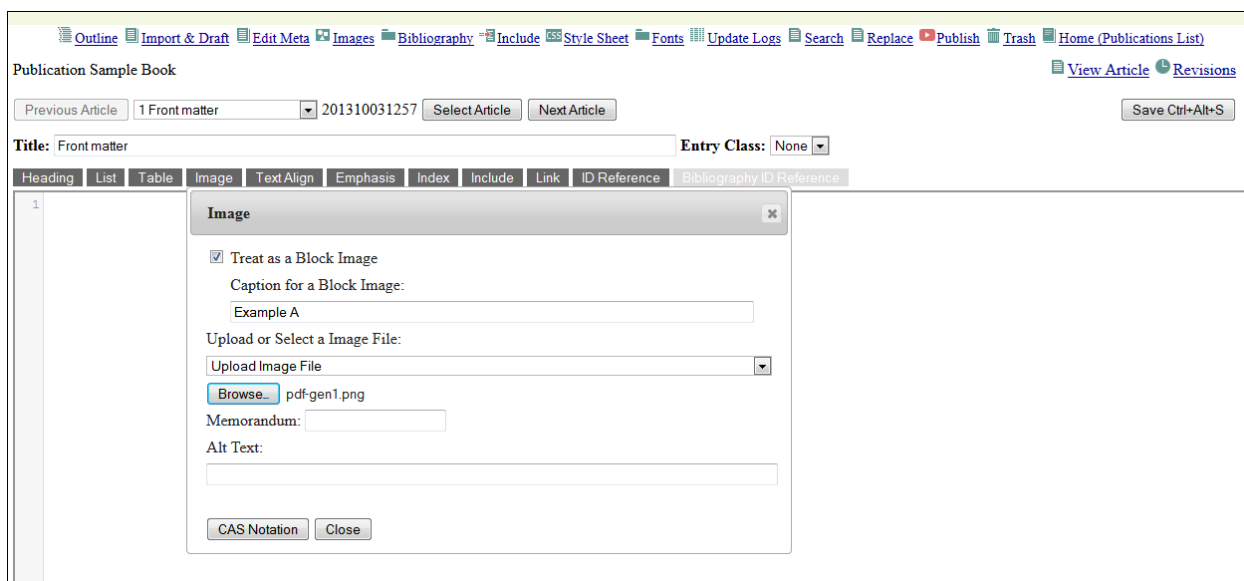 Outline Import & Draft Edit Meta Images Bibliography Include CSS Style Sheet Fonts Update Logs Search Replace Publish Trash Home (Publications List)
Publication Sample Book View Article Revisions
Previous Article 1 Front matter 201310031257 Select Article Next Article Save Ctrl+Alt+S
Title: Front matter Entry Class: None
Heading List Table Image Text Align Emphasis Index Include Link ID Reference Bibliography ID Reference
1
Image
Treat as a Block Image
Caption for a Block Image:
Example A
Upload or Select a Image File:
Upload Image File
Browse... pdf-gen1.png
Memorandum:
Alt Text:
CAS Notation Close